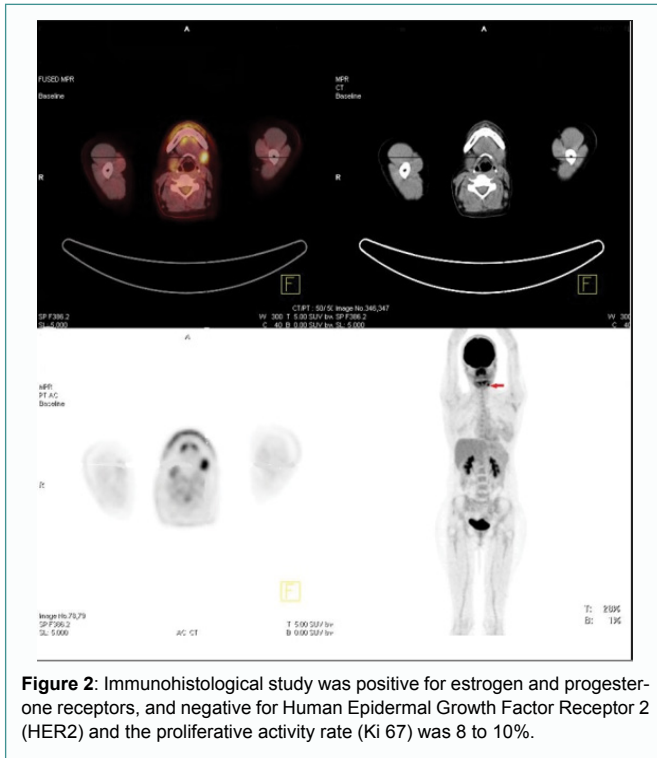 A
A
FUSED MPR
Baseline
MPR
CT
Baseline
R
R
F
F
CT/PT : 50/50 Image No.346,347
SP F386.2
SL: 5.000
W 300 T 5.00 SUV bw SP F386.2
C 40 B 0.00 SUV bw SL: 5.000
W 300
C 40
MPR
PT AC
Baseline
F
Image No.78,79
SP F386.2
SL: 5.000
AC CT
T 5.00 SUV bw
B 0.00 SUV bw
T:
B: 1%
Figure 2: Immunohistological study was positive for estrogen and progester-
one receptors, and negative for Human Epidermal Growth Factor Receptor 2
(HER2) and the proliferative activity rate (Ki 67) was 8 to 10%.